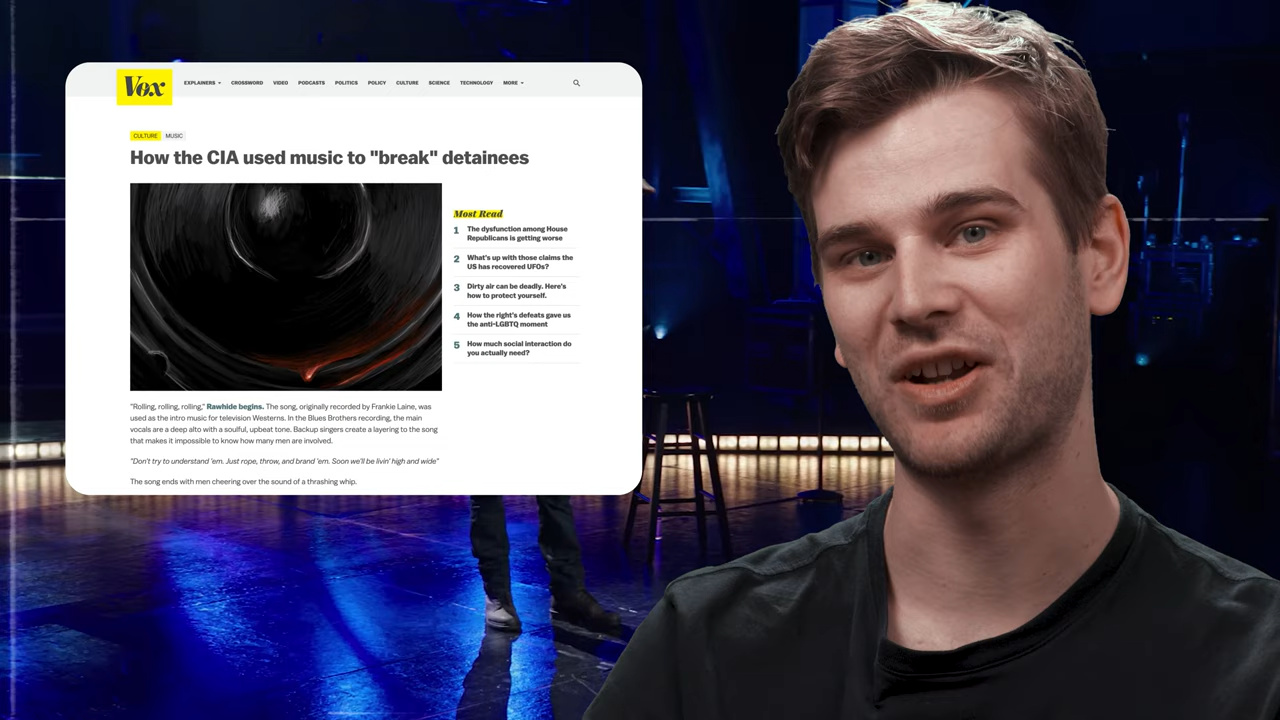 Vox
EXPLAINERS CROSSWORD VIDEO PODCASTS POLITICS POLICY CULTURE SCIENCE TECHNOLOGY MORE
CULTURE MUSIC
How the CIA used music to "break" detainees
Most Read
1 The dysfunction among House
Republicans is getting worse
2 What's up with those claims the
US has recovered UFOs?
3 Dirty air can be deadly. Here's
how to protect yourself.
4 How the right's defeats gave us
the anti-LGBTQ moment
5 How much social interaction do
you actually need?
"Rolling, rolling, rolling," Rawhide begins. The song, originally recorded by Frankie Laine, was
used as the intro music for television Westerns. In the Blues Brothers recording, the main
vocals are a deep alto with a soulful, upbeat tone. Backup singers create a layering to the song
that makes it impossible to know how many men are involved.
"Don't try to understand 'em. Just rope, throw, and brand 'em. Soon we'll be livin' high and wide"
The song ends with men cheering over the sound of a thrashing whip.